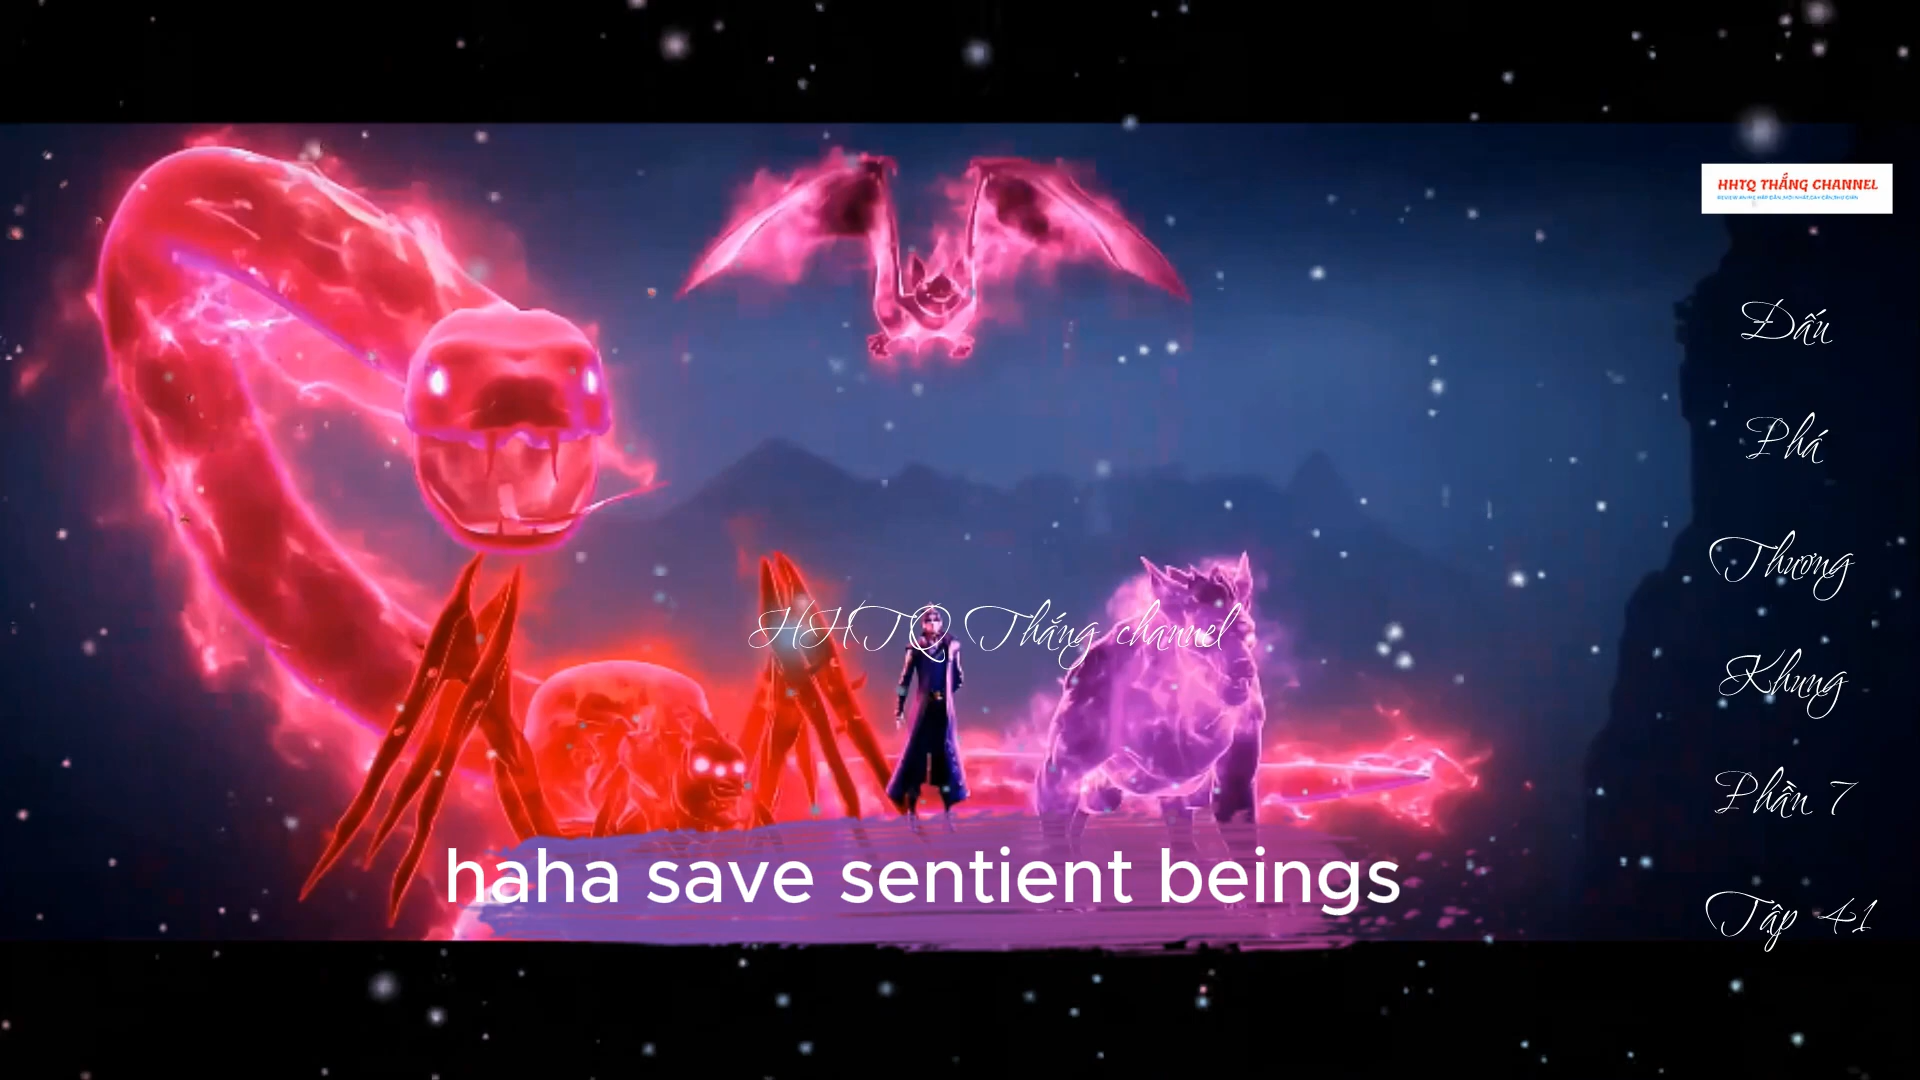 HHTQ THẮNG CHANNEL
Đấu
Phá
Thương
Khung
Phần 7
Tập 41
HHTQ Thắng channel
haha save sentient beings